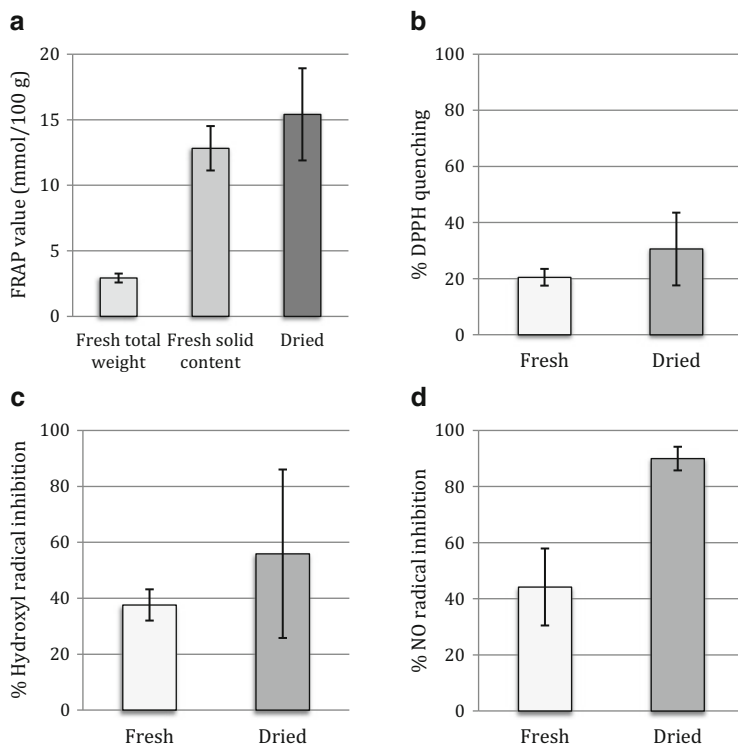 a
FRAP value (mmol/100 g)
20
15
10
5
0
Fresh total weight
Fresh solid content
Dried
b
% DPPH quenching
100
80
60
40
20
0
Fresh
Dried
c
% Hydroxyl radical inhibition
100
80
60
40
20
0
Fresh
Dried
d
% NO radical inhibition
100
80
60
40
20
0
Fresh
Dried